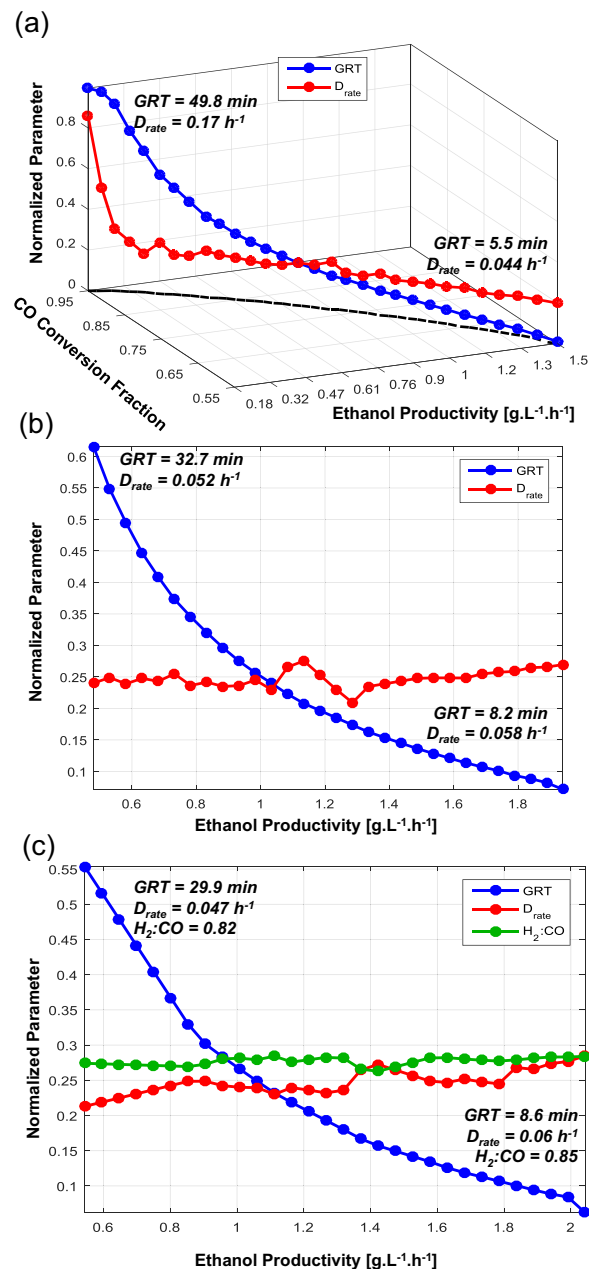 (a)
GRT
D_rate
GRT = 49.8 min
D_rate = 0.17 h⁻¹
GRT = 5.5 min
D_rate = 0.044 h⁻¹
Normalized Parameter
0.8
0.6
0.4
0.2
0
0.95
0.85
0.75
0.65
0.55
CO Conversion Fraction
0.18
0.32
0.47
0.61
0.76
0.9
1
1.2
1.3
1.5
Ethanol Productivity [g.L⁻¹.h⁻¹]
(b)
GRT
D_rate
GRT = 32.7 min
D_rate = 0.052 h⁻¹
GRT = 8.2 min
D_rate = 0.058 h⁻¹
Normalized Parameter
0.6
0.55
0.5
0.45
0.4
0.35
0.3
0.25
0.2
0.15
0.1
0.6
0.8
1
1.2
1.4
1.6
1.8
Ethanol Productivity [g.L⁻¹.h⁻¹]
(c)
GRT
D_rate
H₂:CO
GRT = 29.9 min
D_rate = 0.047 h⁻¹
H₂:CO = 0.82
GRT = 8.6 min
D_rate = 0.06 h⁻¹
H₂:CO = 0.85
Normalized Parameter
0.55
0.5
0.45
0.4
0.35
0.3
0.25
0.2
0.15
0.1
0.6
0.8
1
1.2
1.4
1.6
1.8
2
Ethanol Productivity [g.L⁻¹.h⁻¹]